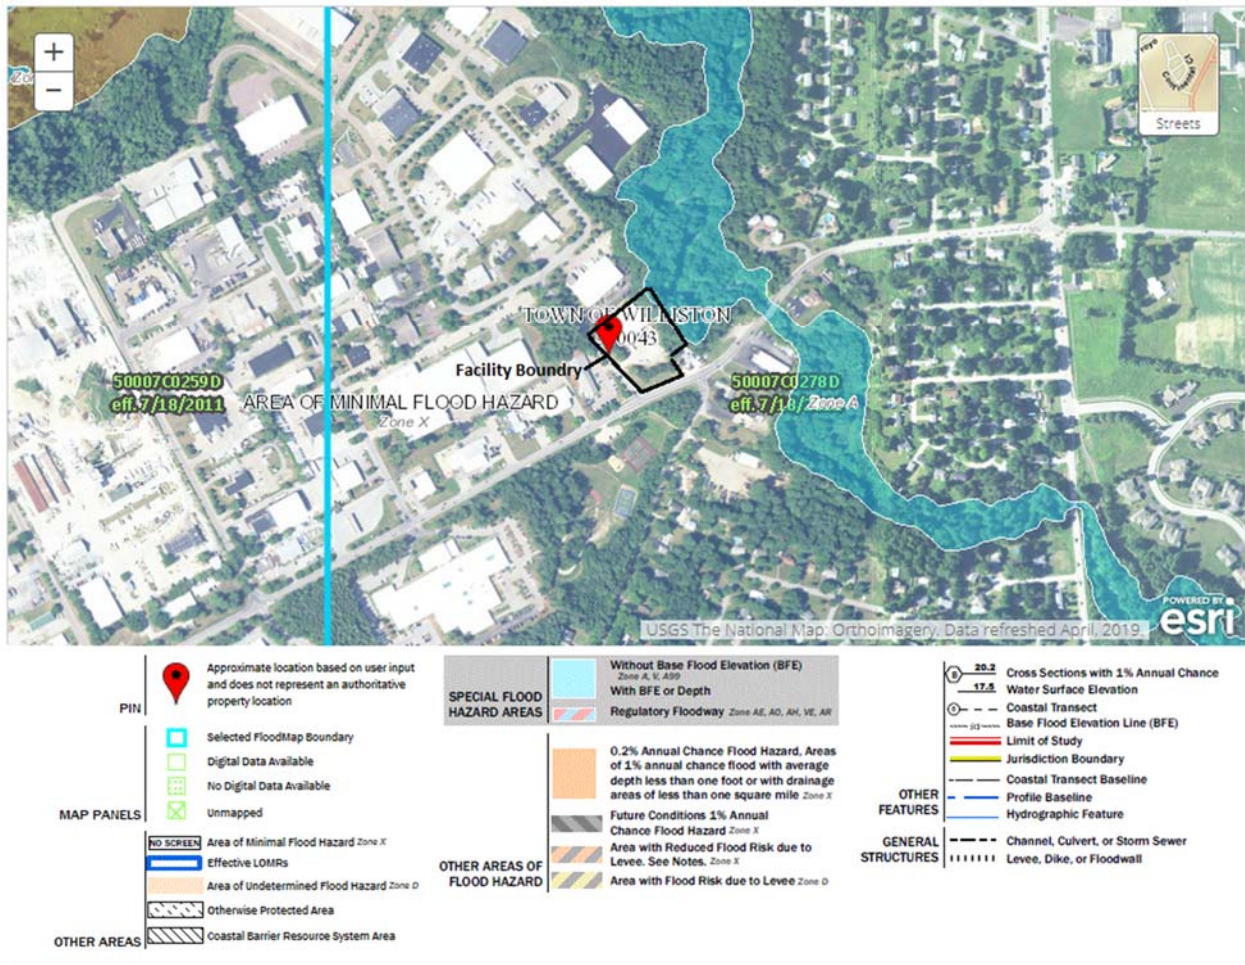 +
−
Streets
TOWN OF WILLISTON
0043
Facility Boundry
50007C0259D
eff. 7/18/2011
AREA OF MINIMAL FLOOD HAZARD
Zone X
50007C0278D
eff. 7/18/
Zone A
POWERED BY
esri
USGS The National Map: Orthoimagery. Data refreshed April, 2019.
PIN
Approximate location based on user input
and does not represent an authoritative
property location
MAP PANELS
Selected FloodMap Boundary
Digital Data Available
No Digital Data Available
Unmapped
OTHER AREAS
NO SCREEN Area of Minimal Flood Hazard Zone X
Effective LOMRs
Area of Undetermined Flood Hazard Zone D
Otherwise Protected Area
Coastal Barrier Resource System Area
SPECIAL FLOOD
HAZARD AREAS
Without Base Flood Elevation (BFE)
Zone A, V, A99
With BFE or Depth
Regulatory Floodway Zone AE, AO, AH, VE, AR
OTHER AREAS OF
FLOOD HAZARD
0.2% Annual Chance Flood Hazard, Areas
of 1% annual chance flood with average
depth less than one foot or with drainage
areas of less than one square mile Zone X
Future Conditions 1% Annual
Chance Flood Hazard Zone X
Area with Reduced Flood Risk due to
Levee. See Notes. Zone X
Area with Flood Risk due to Levee Zone D
OTHER
FEATURES
20.2 Cross Sections with 1% Annual Chance
17.5 Water Surface Elevation
Coastal Transect
Base Flood Elevation Line (BFE)
Limit of Study
Jurisdiction Boundary
Coastal Transect Baseline
Profile Baseline
Hydrographic Feature
GENERAL
STRUCTURES
Channel, Culvert, or Storm Sewer
Levee, Dike, or Floodwall